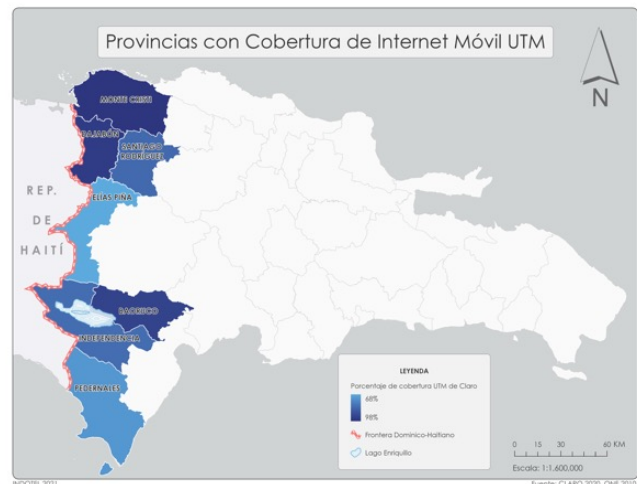 Provincias con Cobertura de Internet Móvil UTM
N
MONTE CRISTI
DAJABÓN
SANTIAGO
RODRÍGUEZ
REP.
DE
HAITÍ
ELÍAS PIÑA
BAORUCO
INDEPENDENCIA
PEDERNALES
LEYENDA
Porcentaje de cobertura UTM de Claro
68%
98%
Frontera Dominico-Haitiano
Lago Enriquillo
0 15 30 60 KM
Escala: 1:1.600,000
INDOTEL 2021
Fuente: CLARO 2020, ONE 2010